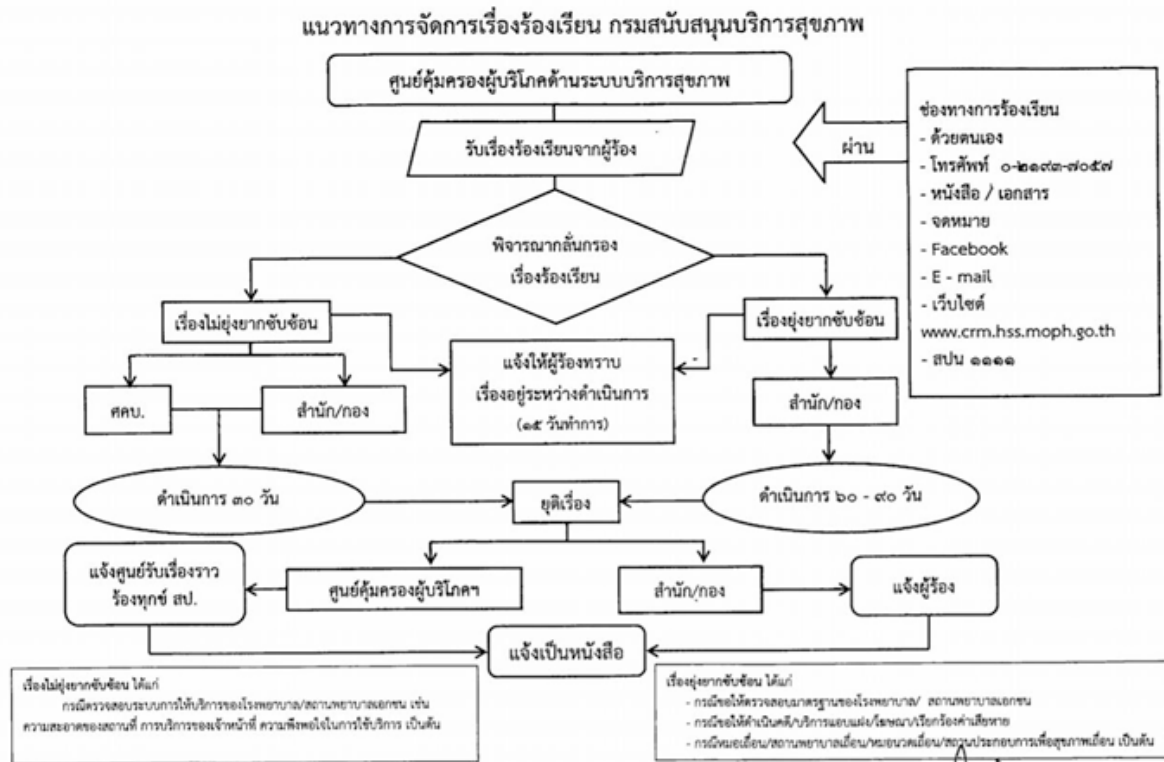 แนวทางการจัดการเรื่องร้องเรียน กรมสนับสนุนบริการสุขภาพ
ศูนย์คุ้มครองผู้บริโภคด้านระบบบริการสุขภาพ
รับเรื่องร้องเรียนจากผู้ร้อง
ผ่าน
ช่องทางการร้องเรียน
- ด้วยตนเอง
- โทรศัพท์ ๐-๒๑๙๓-๗๐๕๗
- หนังสือ / เอกสาร
- จดหมาย
- Facebook
- E - mail
- เว็บไซต์
www.crm.hss.moph.go.th
- สปน ๑๑๑๑
พิจารณากลั่นกรอง
เรื่องร้องเรียน
เรื่องไม่ยุ่งยากซับซ้อน
เรื่องยุ่งยากซับซ้อน
แจ้งให้ผู้ร้องทราบ
เรื่องอยู่ระหว่างดำเนินการ
(๑๕ วันทำการ)
ศคบ.
สำนัก/กอง
สำนัก/กอง
ดำเนินการ ๓๐ วัน
ยุติเรื่อง
ดำเนินการ ๖๐ - ๙๐ วัน
แจ้งศูนย์รับเรื่องราว
ร้องทุกข์ สป.
ศูนย์คุ้มครองผู้บริโภคฯ
สำนัก/กอง
แจ้งผู้ร้อง
แจ้งเป็นหนังสือ
เรื่องไม่ยุ่งยากซับซ้อน ได้แก่
กรณีตรวจสอบระบบการให้บริการของโรงพยาบาล/สถานพยาบาลเอกชน เช่น
ความสะอาดของสถานที่ การบริการของเจ้าหน้าที่ ความพึงพอใจในการใช้บริการ เป็นต้น
เรื่องยุ่งยากซับซ้อน ได้แก่
- กรณีขอให้ตรวจสอบมาตรฐานของโรงพยาบาล/ สถานพยาบาลเอกชน
- กรณีขอให้ดำเนินคดี/บริการแอบแฝง/โฆษณา/เรียกร้องค่าเสียหาย
- กรณีหมอเถื่อน/สถานพยาบาลเถื่อน/หมอนวดเถื่อน/สถานประกอบการเพื่อสุขภาพเถื่อน เป็นต้น